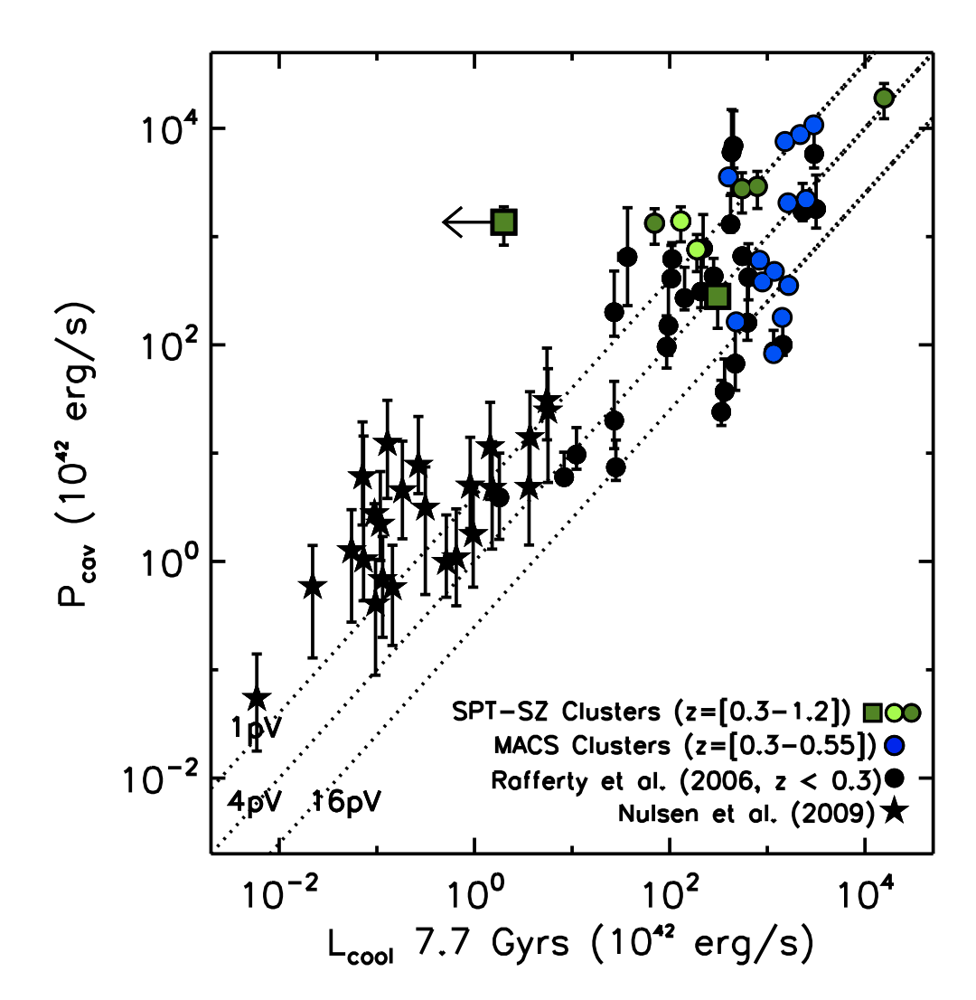 10⁴
10²
10⁰
10⁻²
P_cav (10⁴² erg/s)
1pV
4pV 16pV
SPT-SZ Clusters (z=[0.3-1.2])
MACS Clusters (z=[0.3-0.55])
Rafferty et al. (2006, z < 0.3)
Nulsen et al. (2009)
10⁻² 10⁰ 10² 10⁴
L_cool 7.7 Gyrs (10⁴² erg/s)